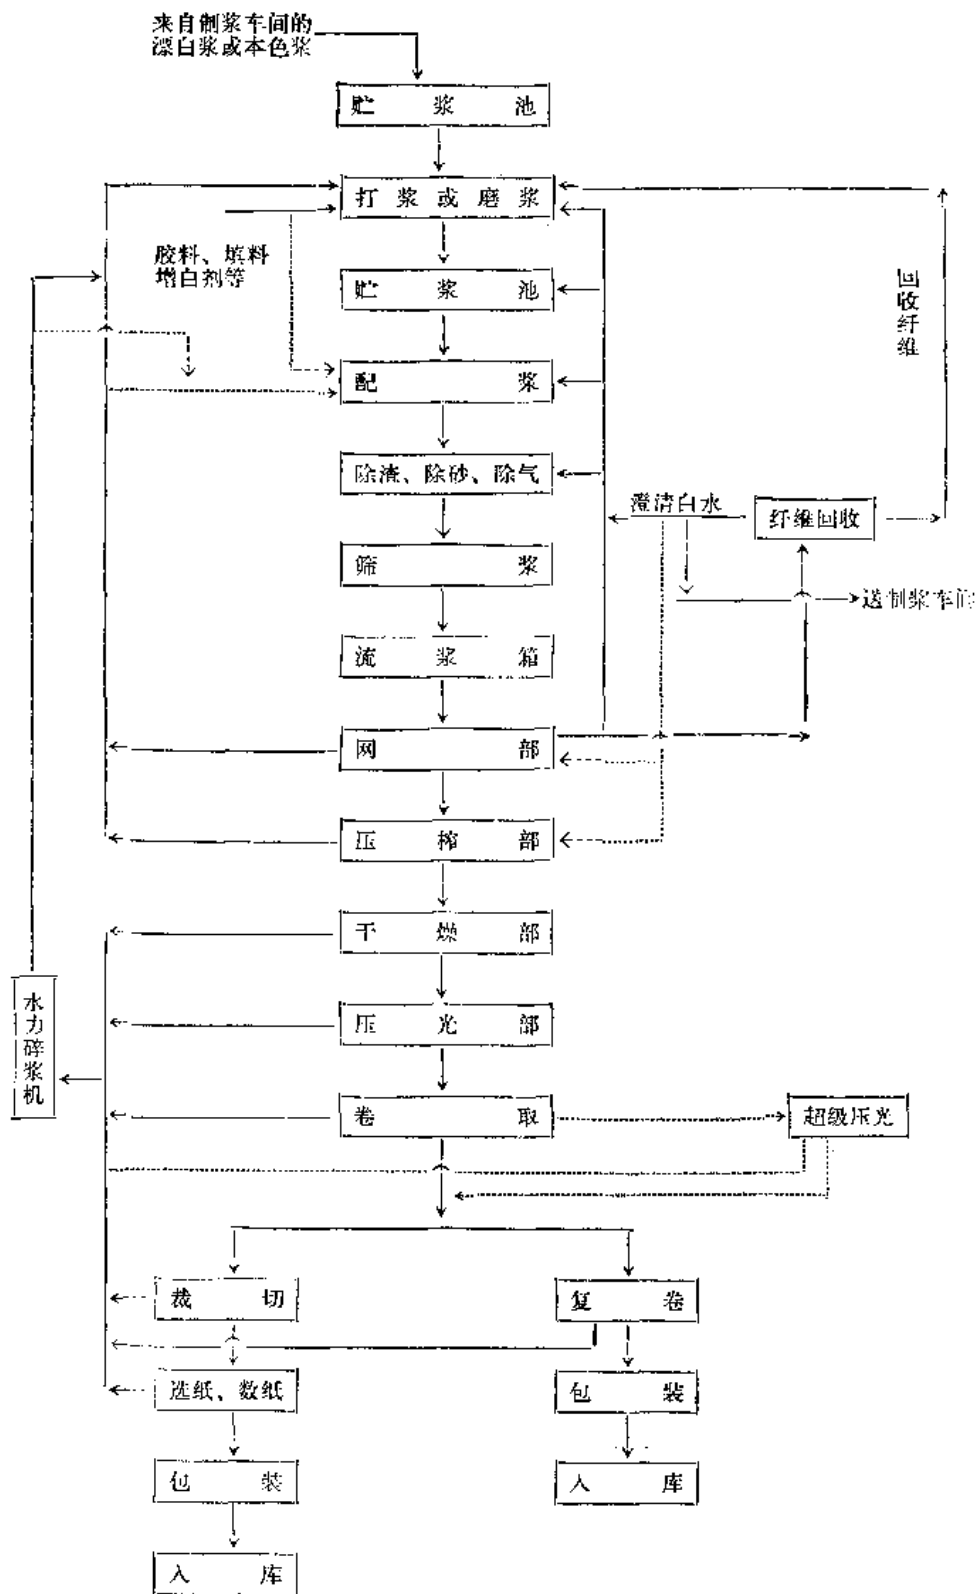 来自制浆车间的
漂白浆或本色浆
贮浆池
打浆或磨浆
胶料、填料
增白剂等
贮浆池
回收纤维
配浆
除渣、除砂、除气
澄清白水
纤维回收
筛浆
送制浆车间
流浆箱
网部
压榨部
干燥部
水力碎浆机
压光部
卷取
超级压光
裁切
复卷
选纸、数纸
包装
包装
入库
入库